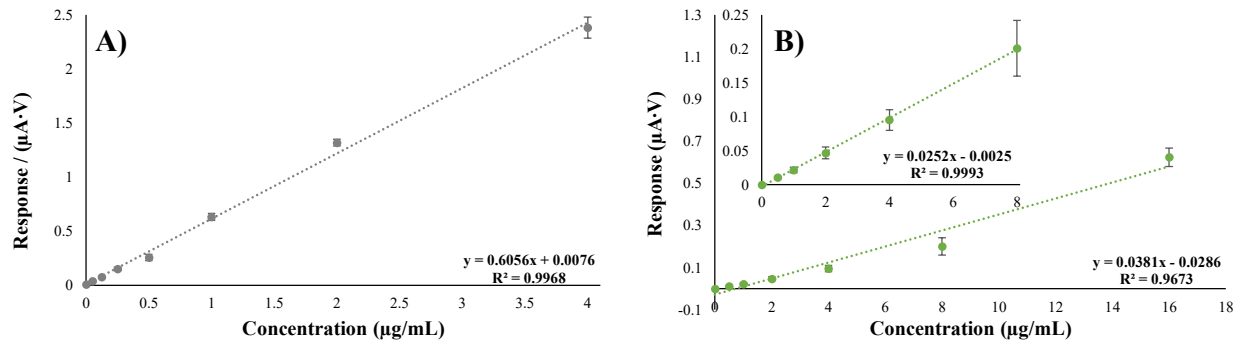 A)
Response / (µA·V)
2.5
2
1.5
1
0.5
0
y = 0.6056x + 0.0076
R² = 0.9968
0 0.5 1 1.5 2 2.5 3 3.5 4
Concentration (µg/mL)
B)
Response (µA·V)
1.3
1.1
0.9
0.7
0.5
0.3
0.1
-0.1
0.25
0.2
0.15
0.1
0.05
0
y = 0.0252x - 0.0025
R² = 0.9993
0 2 4 6 8
y = 0.0381x - 0.0286
R² = 0.9673
0 2 4 6 8 10 12 14 16 18
Concentration (µg/mL)